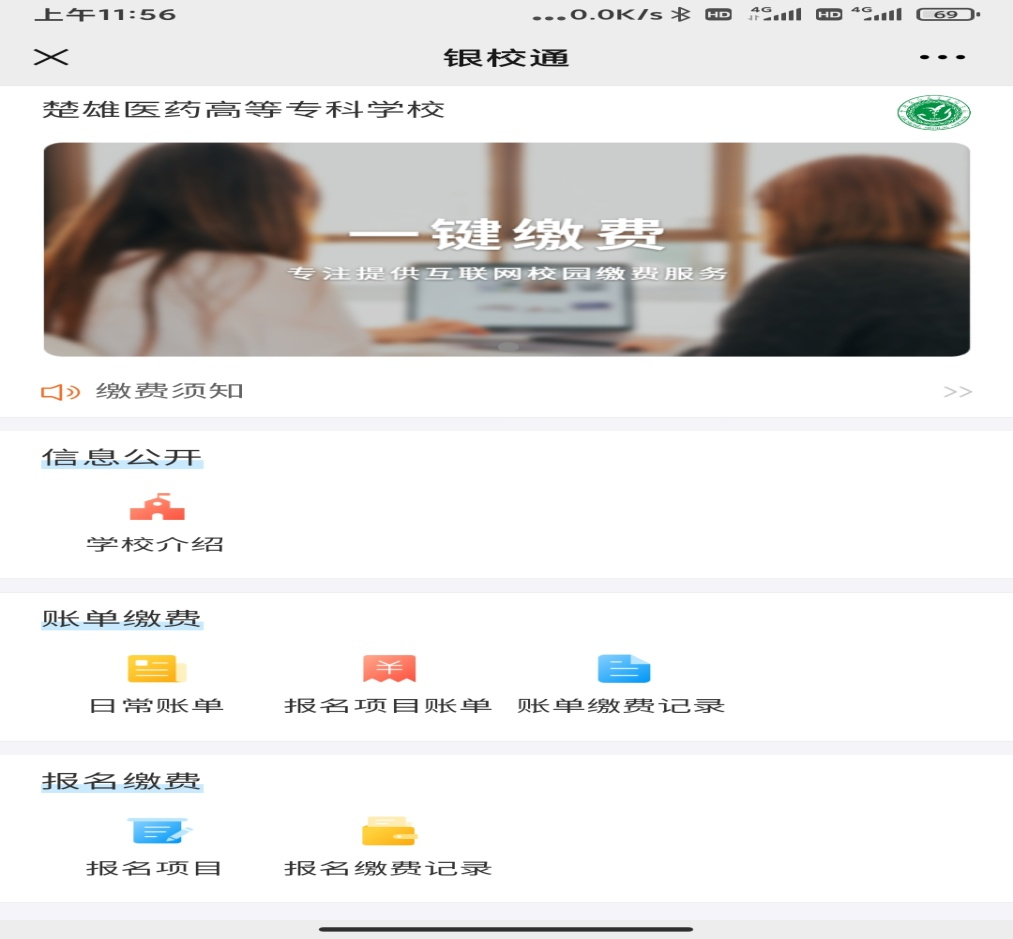 上午11:56
...0.0K/s HD 4G HD 4G 69
银校通
楚雄医药高等专科学校
一键缴费
专注提供互联网校园缴费服务
缴费须知
>>
信息公开
学校介绍
账单缴费
日常账单 报名项目账单 账单缴费记录
报名缴费
报名项目 报名缴费记录